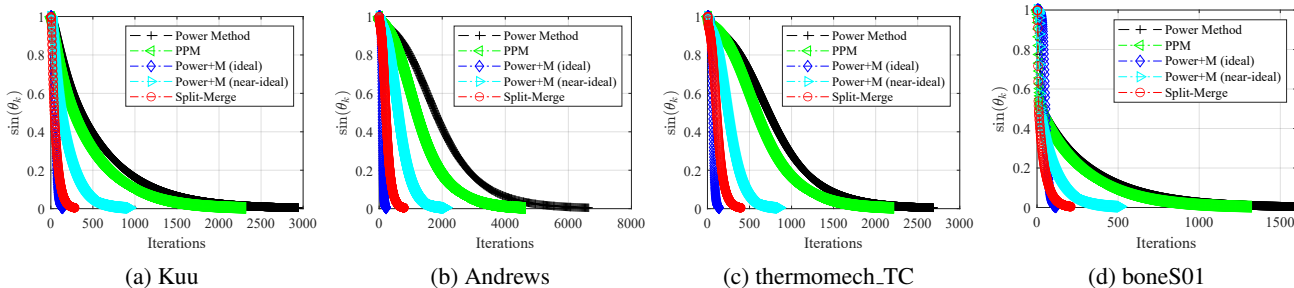 sin(θk)
1
0.8
0.6
0.4
0.2
0
0 500 1000 1500 2000 2500 3000
Iterations
Power Method
PPM
Power+M (ideal)
Power+M (near-ideal)
Split-Merge
(a) Kuu
sin(θk)
1
0.8
0.6
0.4
0.2
0
0 2000 4000 6000 8000
Iterations
Power Method
PPM
Power+M (ideal)
Power+M (near-ideal)
Split-Merge
(b) Andrews
sin(θk)
1
0.8
0.6
0.4
0.2
0
0 500 1000 1500 2000 2500 3000
Iterations
Power Method
PPM
Power+M (ideal)
Power+M (near-ideal)
Split-Merge
(c) thermomech_TC
sin(θk)
1
0.8
0.6
0.4
0.2
0
0 500 1000 1500
Iterations
Power Method
PPM
Power+M (ideal)
Power+M (near-ideal)
Split-Merge
(d) boneS01